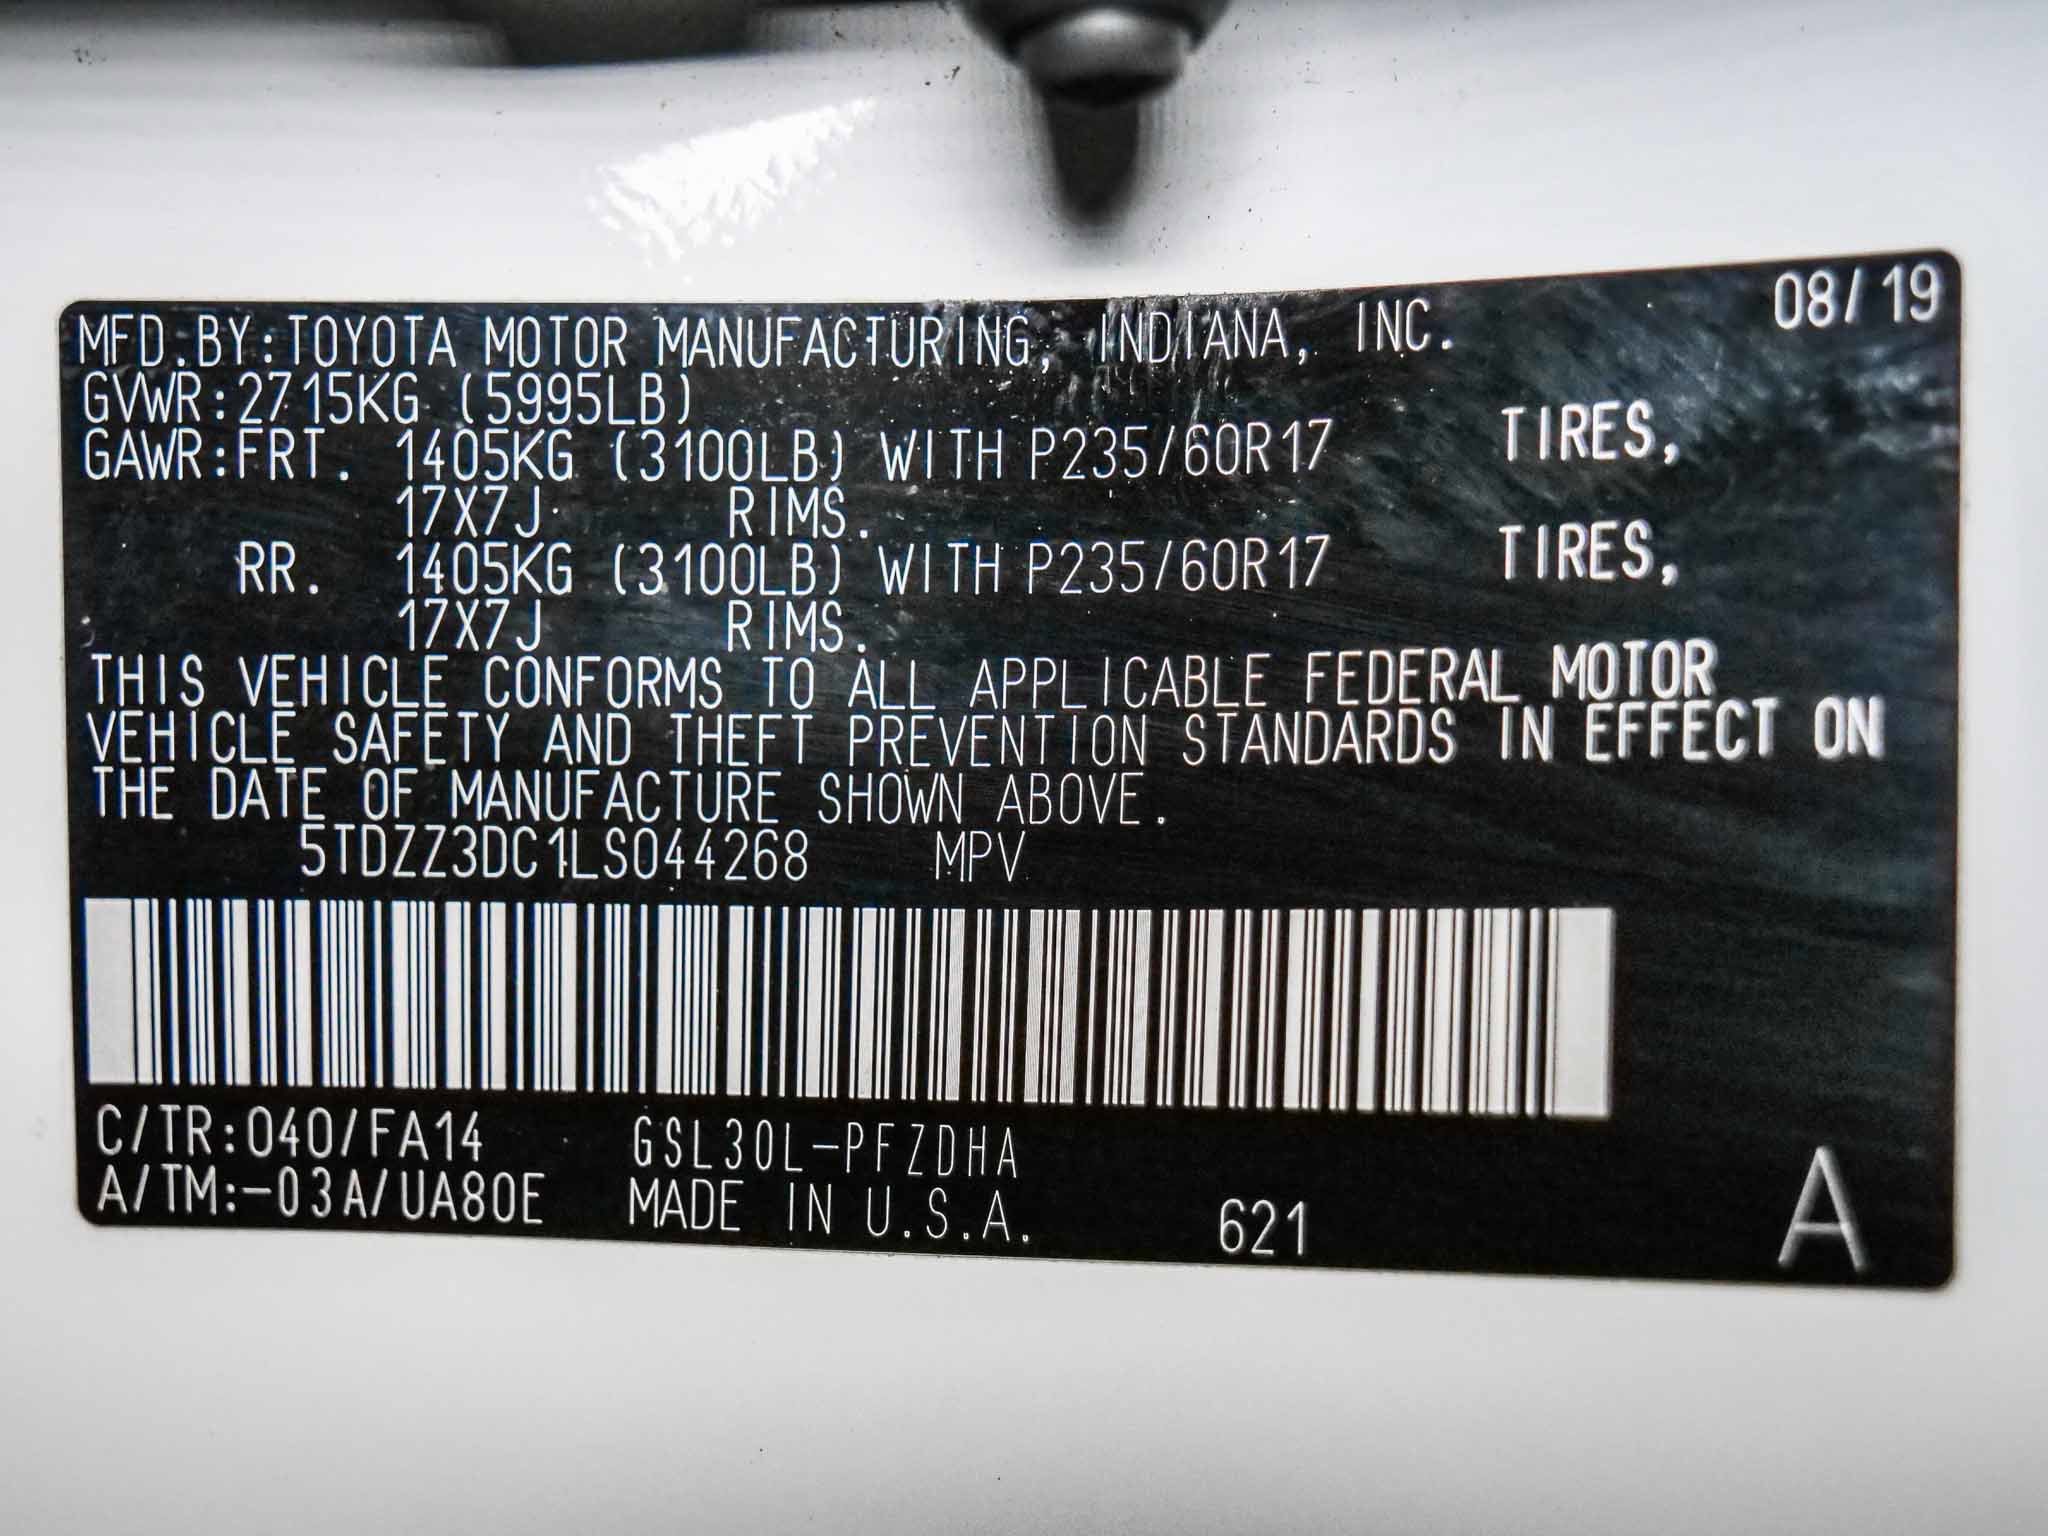 08/19
MFD.BY:TOYOTA MOTOR MANUFACTURING, INDIANA, INC.
GVWR:2715KG (5995LB)
GAWR:FRT. 1405KG (3100LB) WITH P235/60R17 TIRES,
17X7J RIMS.
RR. 1405KG (3100LB) WITH P235/60R17 TIRES,
17X7J RIMS.
THIS VEHICLE CONFORMS TO ALL APPLICABLE FEDERAL MOTOR
VEHICLE SAFETY AND THEFT PREVENTION STANDARDS IN EFFECT ON
THE DATE OF MANUFACTURE SHOWN ABOVE.
5TDZZ3DC1LS044268 MPV
C/TR:040/FA14 GSL30L-PFZDHA
A/TM:-03A/UA80E MADE IN U.S.A. 621 A